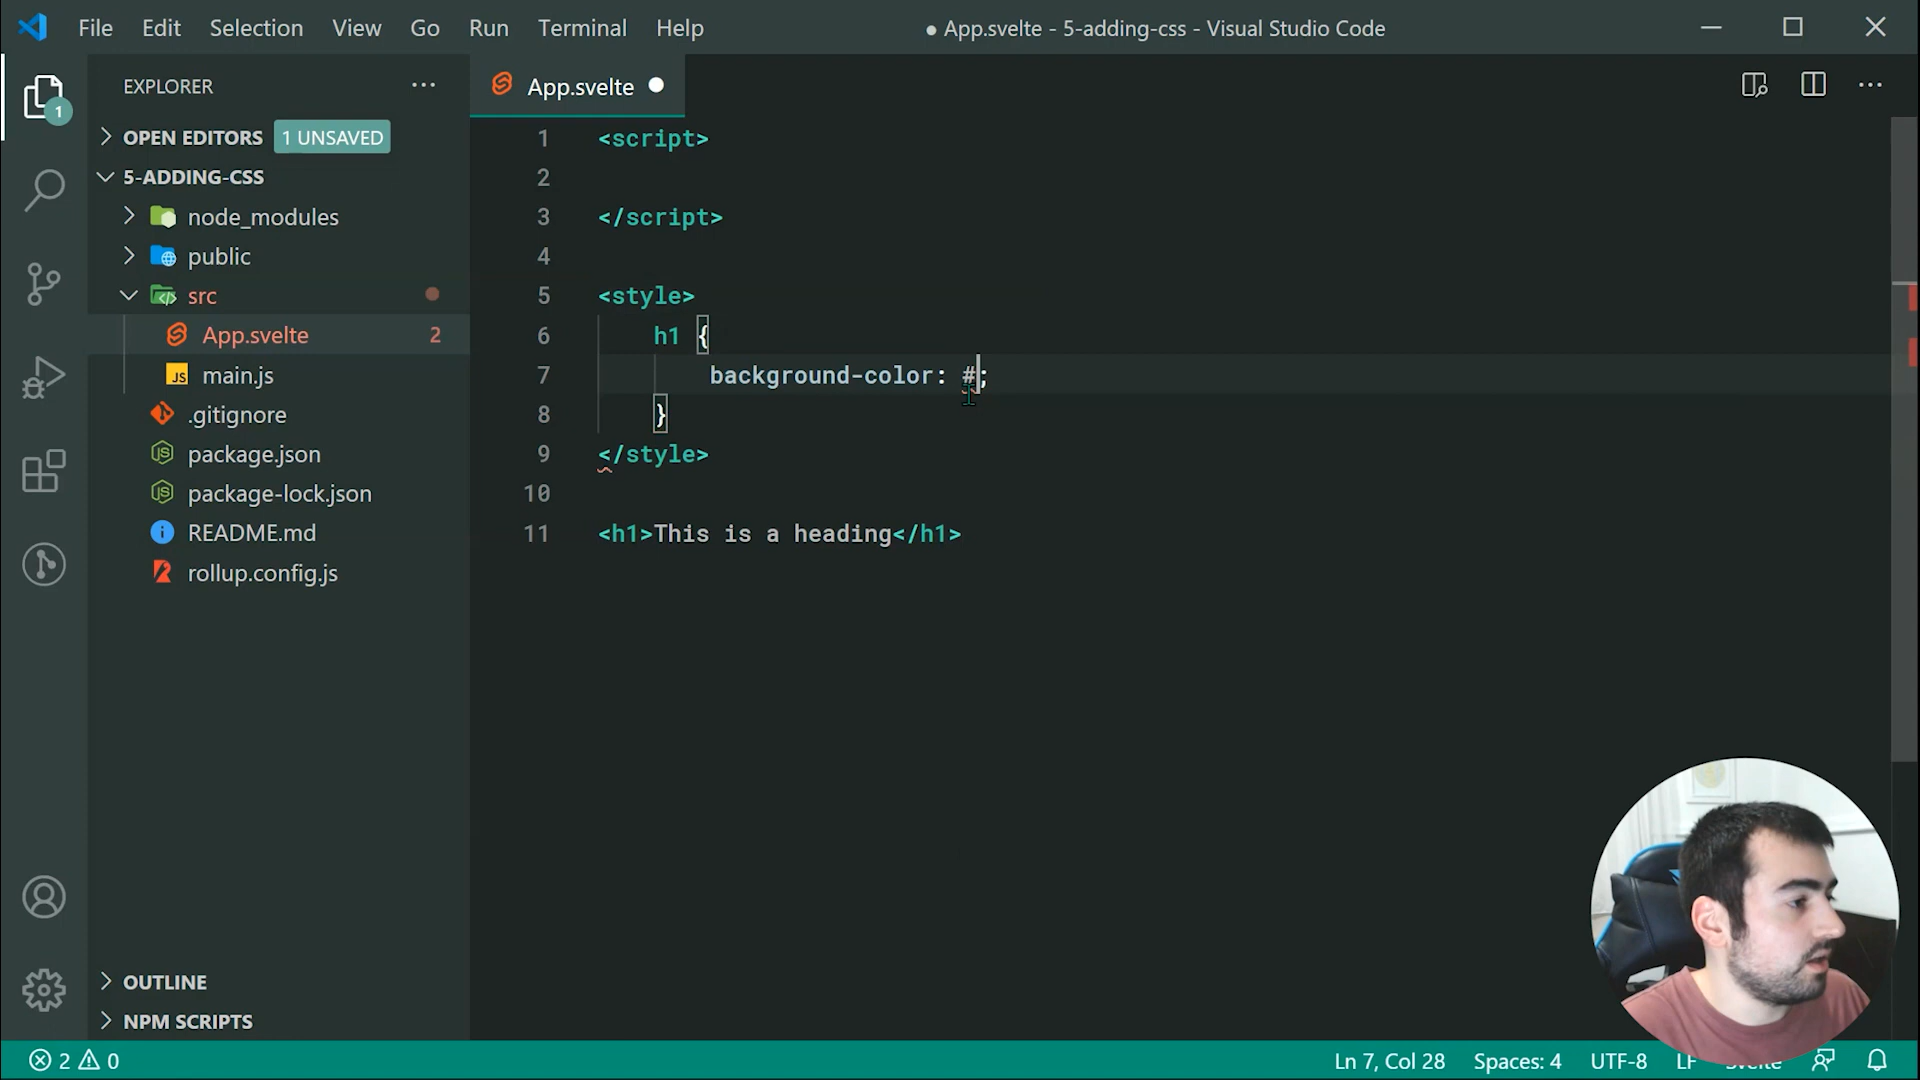 File Edit Selection View Go Run Terminal Help
● App.svelte - 5-adding-css - Visual Studio Code
EXPLORER
App.svelte
1
OPEN EDITORS 1 UNSAVED
5-ADDING-CSS
node_modules
public
src
App.svelte 2
JS main.js
.gitignore
package.json
package-lock.json
README.md
rollup.config.js
OUTLINE
NPM SCRIPTS
1 <script>
2
3 </script>
4
5 <style>
6 h1 {
7 background-color: #;
8 }
9 </style>
10
11 <h1>This is a heading</h1>
2 0
Ln 7, Col 28 Spaces: 4 UTF-8 LF Svelte